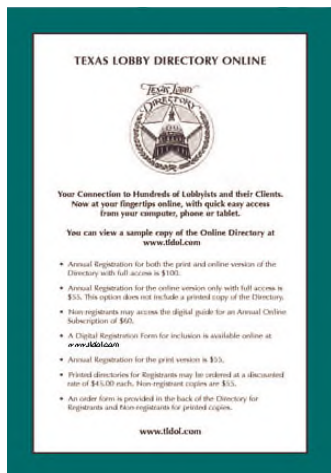 TEXAS LOBBY DIRECTORY ONLINE
Texas Lobby
DIRECTORY
Your Connection to Hundreds of Lobbyists and their Clients.
Now at your fingertips online, with quick easy access
from your computer, phone or tablet.
You can view a sample copy of the Online Directory at
www.tldol.com
• Annual Registration for both the print and online version of the
Directory with full access is $100.
• Annual Registration for the online version only with full access is
$55. This option does not include a printed copy of the Directory.
• Non registrants may access the digital guide for an Annual Online
Subscription of $60.
• A Digital Registration Form for inclusion is available online at
www.tldol.com
• Annual Registration for the print version is $55.
• Printed directories for Registrants may be ordered at a discounted
rate of $45.00 each. Non-registrant copies are $55.
• An order form is provided in the back of the Directory for
Registrants and Non-registrants for printed copies.
www.tldol.com